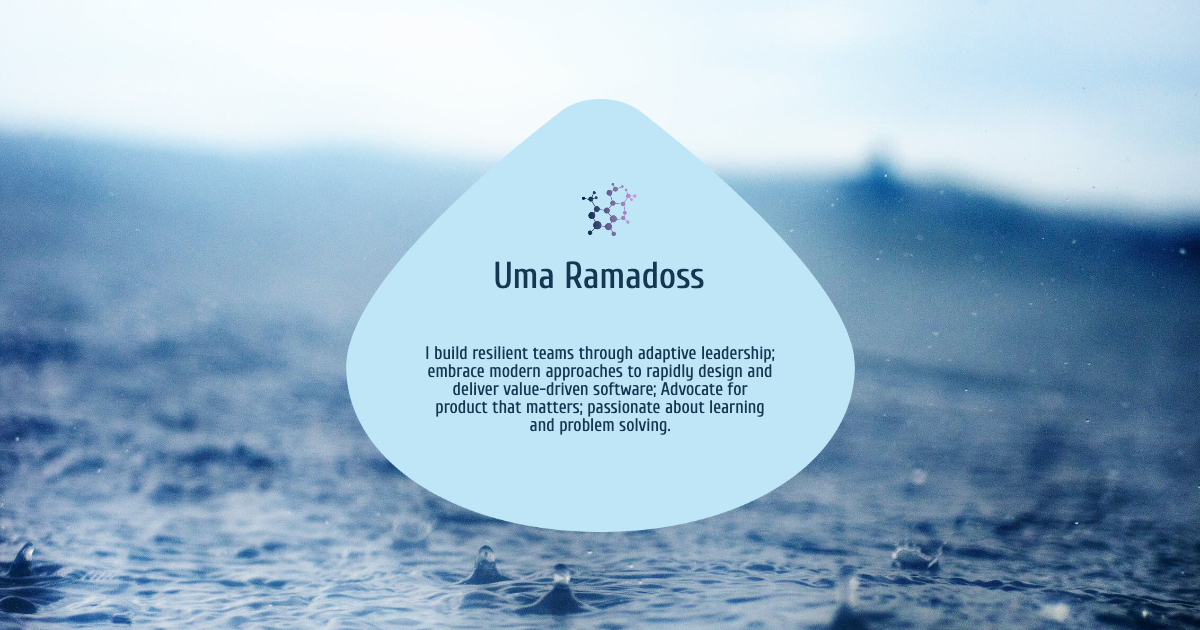 Uma Ramadoss
I build resilient teams through adaptive leadership;
embrace modern approaches to rapidly design and
deliver value-driven software; Advocate for
product that matters; passionate about learning
and problem solving.